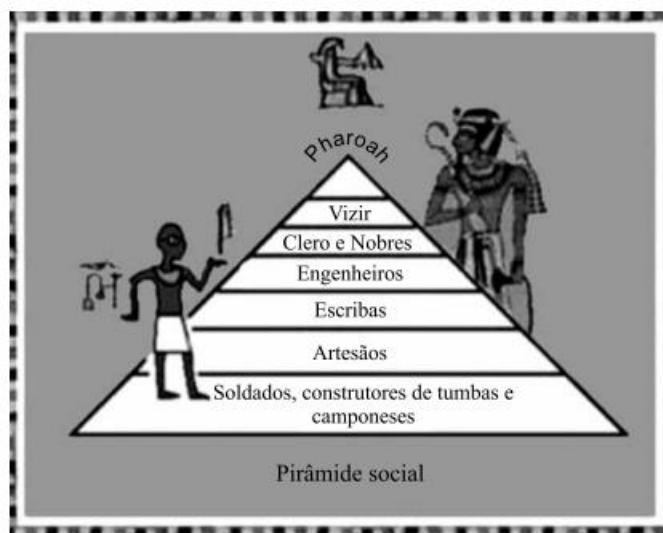 Pharoah
Vizir
Clero e Nobres
Engenheiros
Escribas
Artesãos
Soldados, construtores de tumbas e
camponeses
Pirâmide social